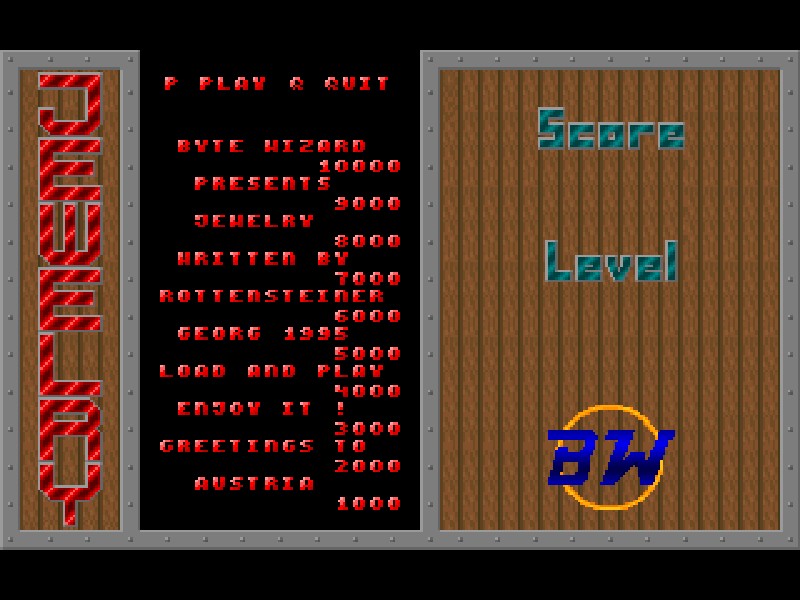 JEWELRY
P PLAY Q QUIT
BYTE WIZARD
10000
PRESENTS
9000
JEWELRY
8000
WRITTEN BY
7000
ROTTENSTEINER
6000
GEORG 1995
5000
LOAD AND PLAY
4000
ENJOY IT !
3000
GREETINGS TO
2000
AUSTRIA
1000
Score
Level
BW